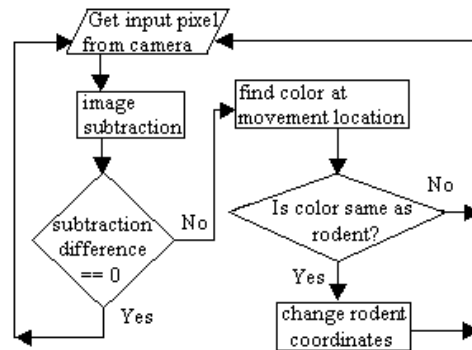 Get input pixel
from camera
image
subtraction
subtraction
difference
== 0
Yes
No
find color at
movement location
Is color same as
rodent?
No
Yes
change rodent
coordinates